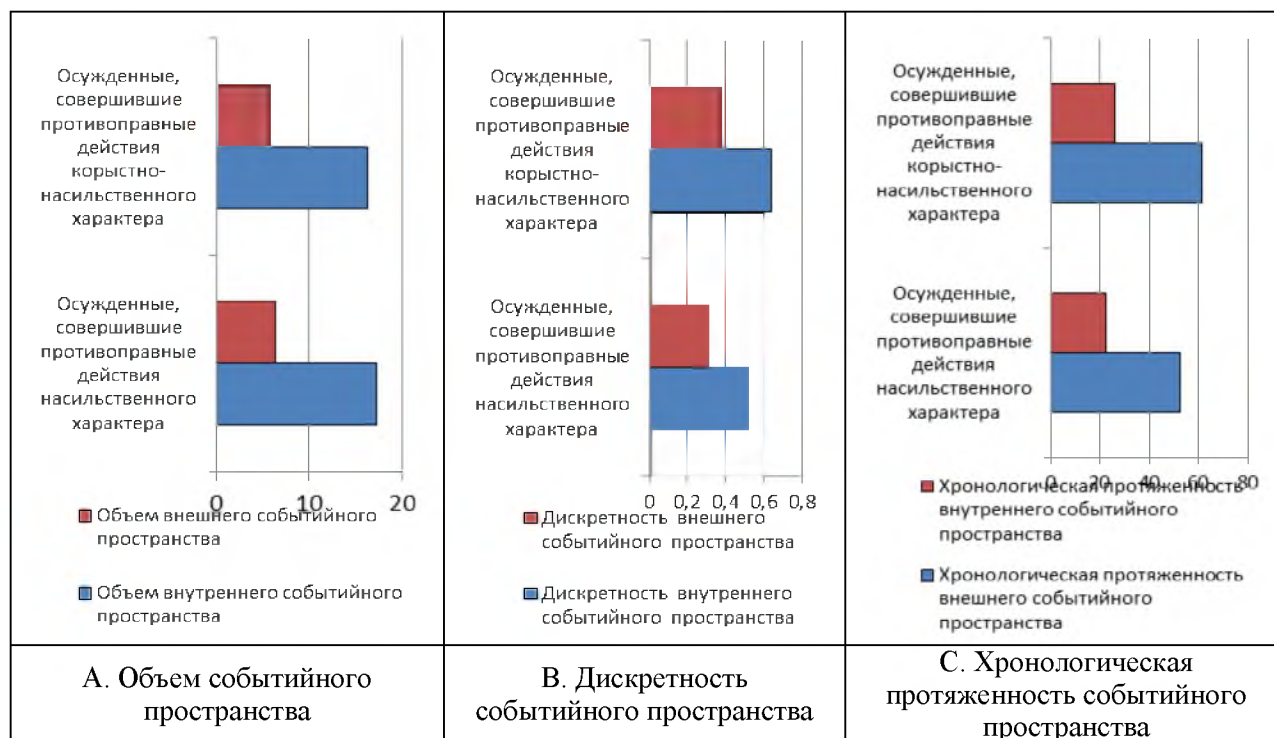 Осужденные,
совершившие
противоправные
действия
корыстно-
насильственного
характера
Осужденные,
совершившие
противоправные
действия
насильственного
характера
0 10 20
Объем внешнего событийного
пространства
Объем внутреннего событийного
пространства
А. Объем событийного
пространства
Осужденные,
совершившие
противоправные
действия
корыстно-
насильственного
характера
Осужденные,
совершившие
противоправные
действия
насильственного
характера
0 0,2 0,4 0,6 0,8
Дискретность внешнего
событийного пространства
Дискретность внутреннего
событийного пространства
В. Дискретность
событийного пространства
Осужденные,
совершившие
противоправные
действия
корыстно-
насильственного
характера
Осужденные,
совершившие
противоправные
действия
насильственного
характера
0 20 40 60 80
Хронологическая протяженность
внутреннего событийного
пространства
Хронологическая протяженность
внешнего событийного
пространства
С. Хронологическая
протяженность событийного
пространства